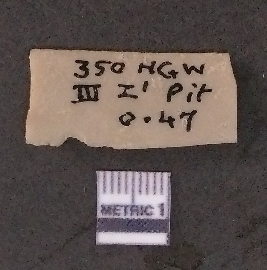 350 NGW
III I' Pit
0.47
METRIC 1